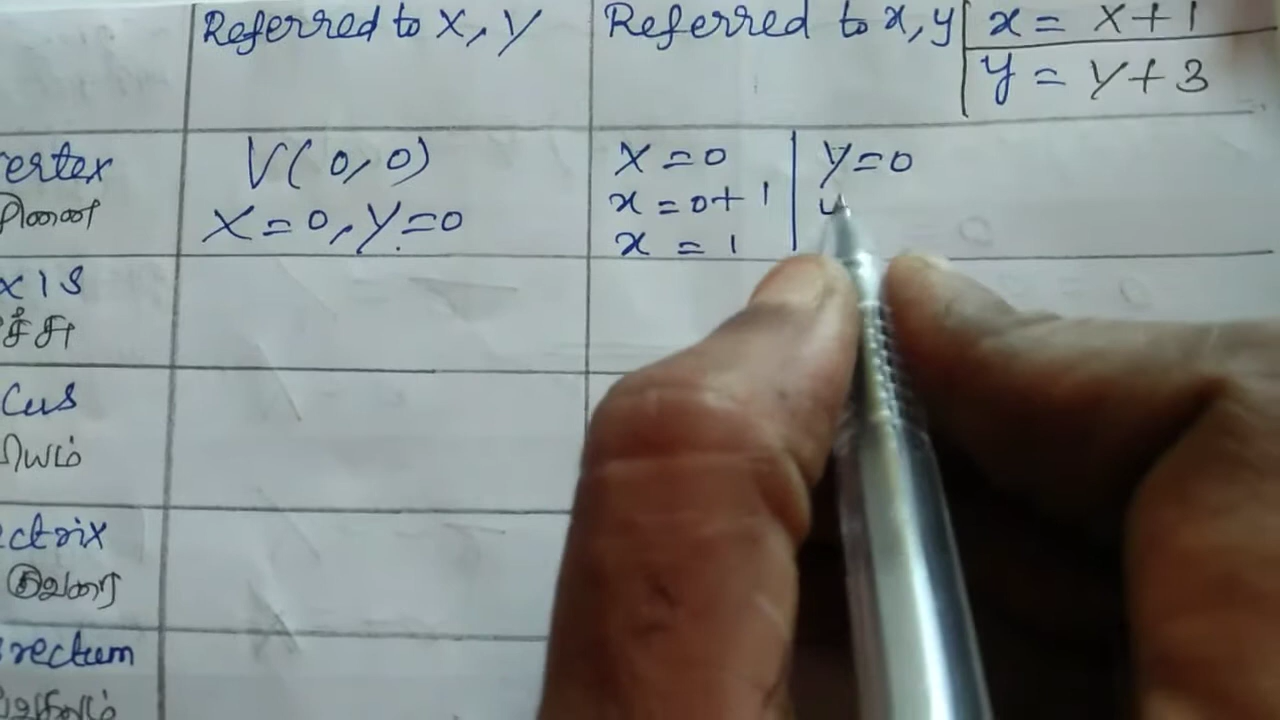 Referred to X, Y
Referred to x, y
x = X+1
y = Y+3
ertex
V(0,0)
X=0, Y=0
X=0
x=0+1
x=1
Y=0
xis
cus
ectrix
rectum